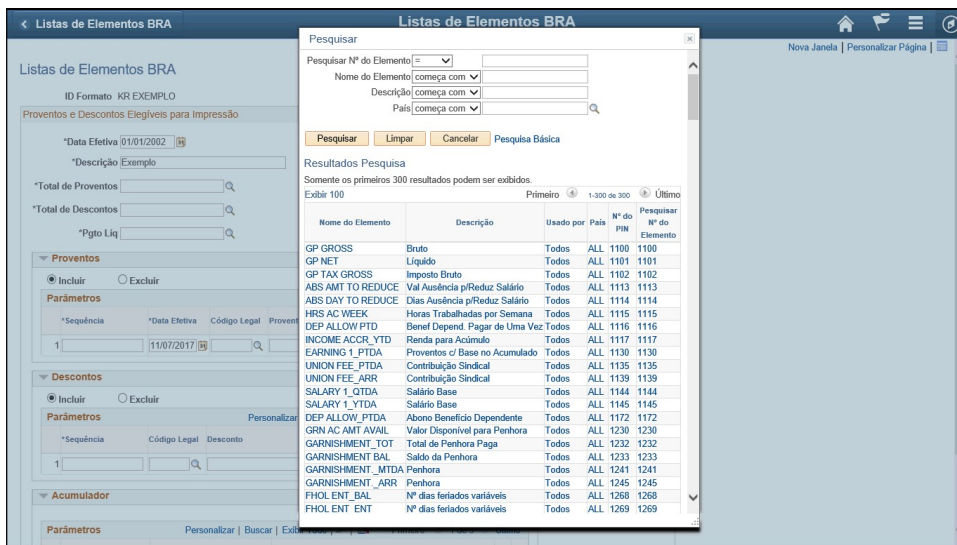 Listas de Elementos BRA
Listas de Elementos BRA
Nova Janela | Personalizar Página |
Listas de Elementos BRA
ID Formato KR EXEMPLO
Proventos e Descontos Elegíveis para Impressão
*Data Efetiva 01/01/2002
*Descrição Exemplo
*Total de Proventos
*Total de Descontos
*Pgto Liq
Proventos
Incluir Excluir
Parâmetros
*Sequência *Data Efetiva Código Legal Provent
1 11/07/2017
Descontos
Incluir Excluir
Parâmetros Personalizar
*Sequência Código Legal Desconto
1
Acumulador
Parâmetros Personalizar | Buscar |
Pesquisar
Pesquisar Nº do Elemento =
Nome do Elemento começa com
Descrição começa com
País começa com
Pesquisar Limpar Cancelar Pesquisa Básica
Resultados Pesquisa
Somente os primeiros 300 resultados podem ser exibidos.
Exibir 100 Primeiro 1-300 de 300 Último
Nome do Elemento Descrição Usado por País Nº do PIN Pesquisar Nº do Elemento
GP GROSS Bruto Todos ALL 1100 1100
GP NET Líquido Todos ALL 1101 1101
GP TAX GROSS Imposto Bruto Todos ALL 1102 1102
ABS AMT TO REDUCE Val Ausência p/Reduz Salário Todos ALL 1113 1113
ABS DAY TO REDUCE Dias Ausência p/Reduz Salário Todos ALL 1114 1114
HRS AC WEEK Horas Trabalhadas por Semana Todos ALL 1115 1115
DEP ALLOW PTD Benef Depend. Pagar de Uma Vez Todos ALL 1116 1116
INCOME ACCR_YTD Renda para Acúmulo Todos ALL 1117 1117
EARNING 1_PTDA Proventos c/ Base no Acumulado Todos ALL 1130 1130
UNION FEE_PTDA Contribuição Sindical Todos ALL 1135 1135
UNION FEE_ARR Contribuição Sindical Todos ALL 1139 1139
SALARY 1_QTDA Salário Base Todos ALL 1144 1144
SALARY 1_YTDA Salário Base Todos ALL 1145 1145
DEP ALLOW_PTDA Abono Benefício Dependente Todos ALL 1172 1172
GRN AC AMT AVAIL Valor Disponível para Penhora Todos ALL 1230 1230
GARNISHMENT_TOT Total de Penhora Paga Todos ALL 1232 1232
GARNISHMENT BAL Saldo da Penhora Todos ALL 1233 1233
GARNISHMENT._MTDA Penhora Todos ALL 1241 1241
GARNISHMENT._ARR Penhora Todos ALL 1245 1245
FHOL ENT_BAL Nº dias feriados variáveis Todos ALL 1268 1268
FHOL ENT_ENT Nº dias feriados variáveis Todos ALL 1269 1269